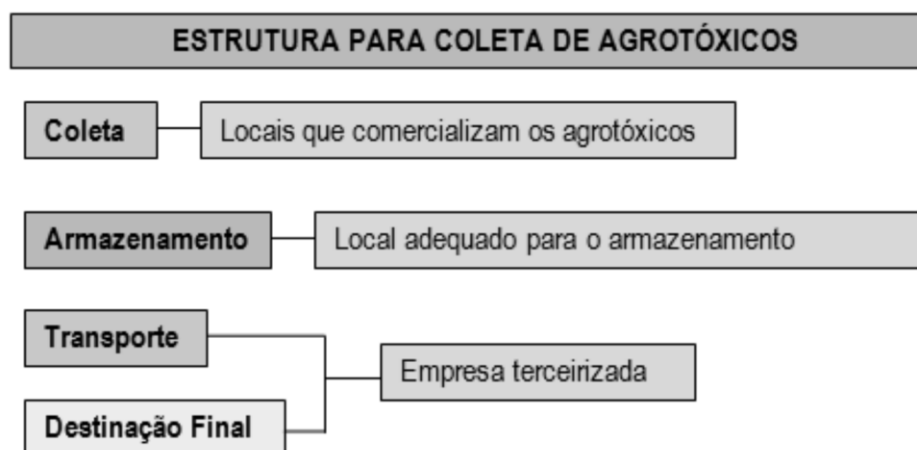 ESTRUTURA PARA COLETA DE AGROTÓXICOS
Coleta
Locais que comercializam os agrotóxicos
Armazenamento
Local adequado para o armazenamento
Transporte
Empresa terceirizada
Destinação Final